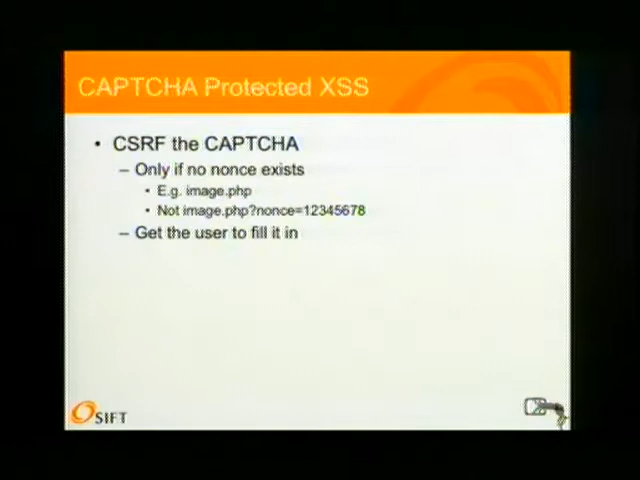 CAPTCHA Protected XSS
• CSRF the CAPTCHA
– Only if no nonce exists
• E.g. image.php
• Not image.php?nonce=12345678
– Get the user to fill it in
SIFT